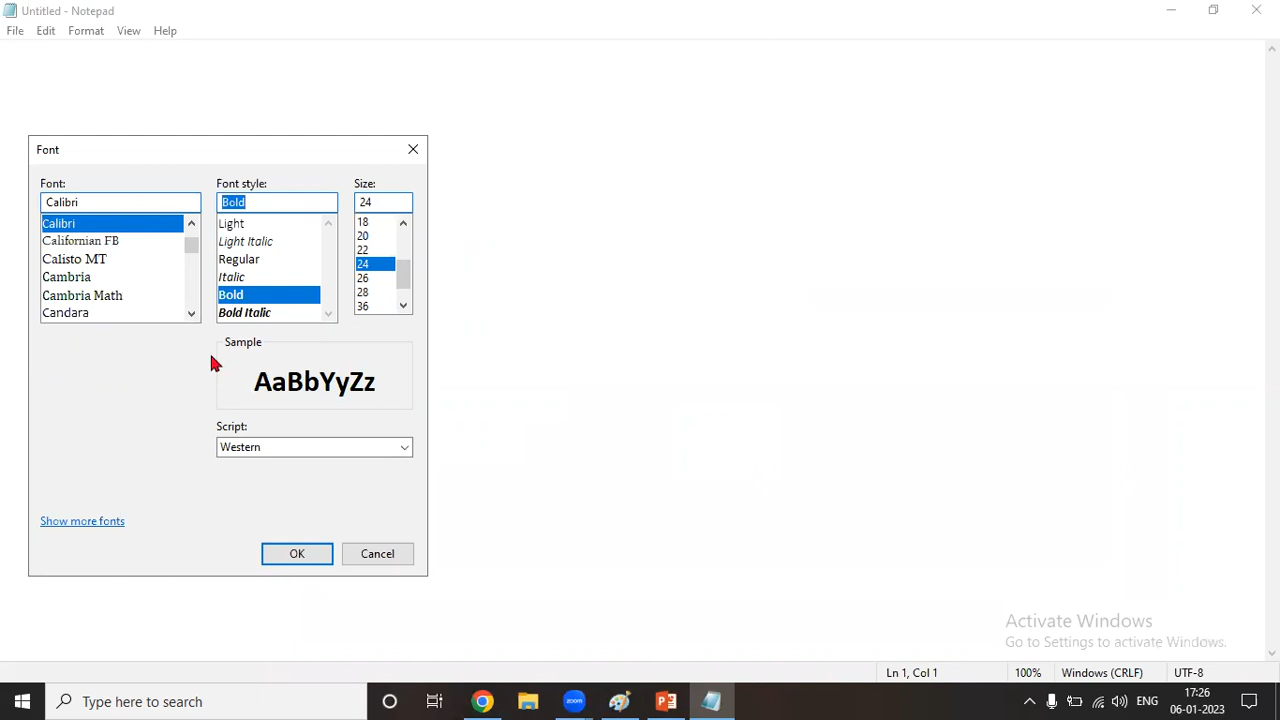 Untitled - Notepad
File Edit Format View Help
Font
Font: Font style: Size:
Calibri Bold 24
Calibri
Californian FB
Calisto MT
Cambria
Cambria Math
Candara
Light
Light Italic
Regular
Italic
Bold
Bold Italic
18
20
22
24
26
28
36
Sample
AaBbYyZz
Script:
Western
Show more fonts
OK Cancel
Activate Windows
Go to Settings to activate Windows.
Ln 1, Col 1 100% Windows (CRLF) UTF-8
Type here to search
zoom
ENG
17:26
06-01-2023